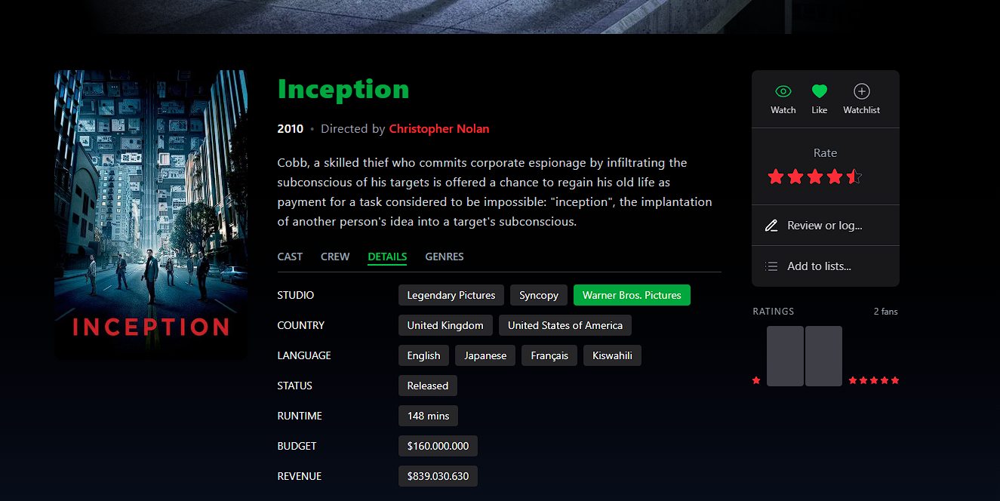 INCEPTION
Inception
2010 • Directed by Christopher Nolan
Cobb, a skilled thief who commits corporate espionage by infiltrating the
subconscious of his targets is offered a chance to regain his old life as
payment for a task considered to be impossible: "inception", the implantation
of another person's idea into a target's subconscious.
CAST CREW DETAILS GENRES
STUDIO Legendary Pictures Syncopy Warner Bros. Pictures
COUNTRY United Kingdom United States of America
LANGUAGE English Japanese Français Kiswahili
STATUS Released
RUNTIME 148 mins
BUDGET $160.000.000
REVENUE $839.030.630
Watch Like Watchlist
Rate
Review or log...
Add to lists...
RATINGS 2 fans